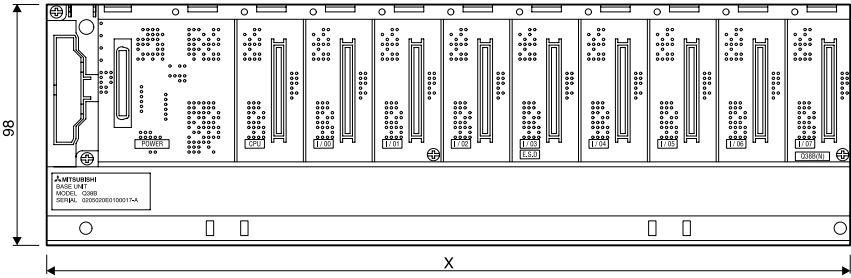 98
POWER
CPU
I / 00
I / 01
I / 02
I / 03
E.S.D
I / 04
I / 05
I / 06
I / 07
Q38B(N)
MITSUBISHI
BASE UNIT
MODEL Q38B
SERIAL 0205020E0100017-A
X